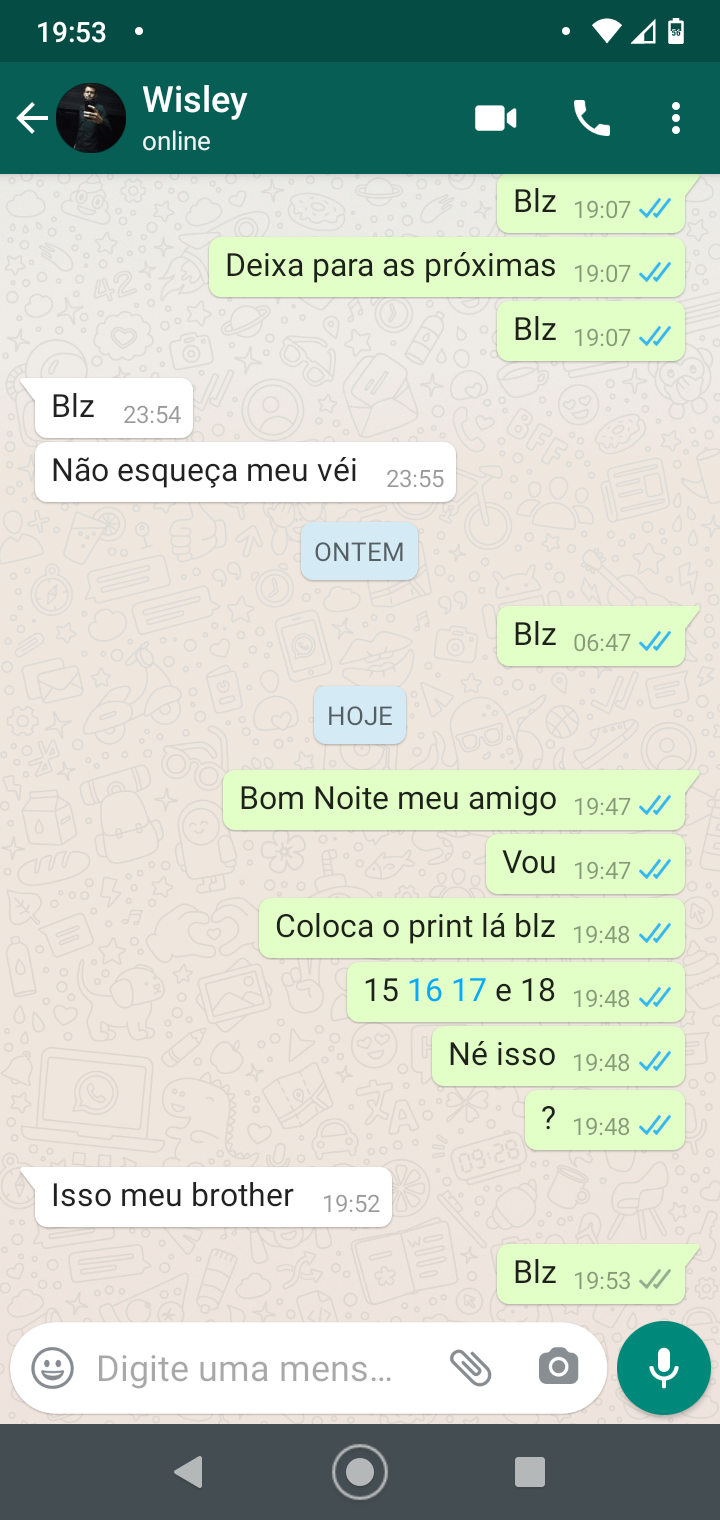 19:53
Wisley
online
Blz 19:07
Deixa para as próximas 19:07
Blz 19:07
Blz 23:54
Não esqueça meu véi 23:55
ONTEM
Blz 06:47
HOJE
Bom Noite meu amigo 19:47
Vou 19:47
Coloca o print lá blz 19:48
15 16 17 e 18 19:48
Né isso 19:48
? 19:48
Isso meu brother 19:52
Blz 19:53
Digite uma mens...